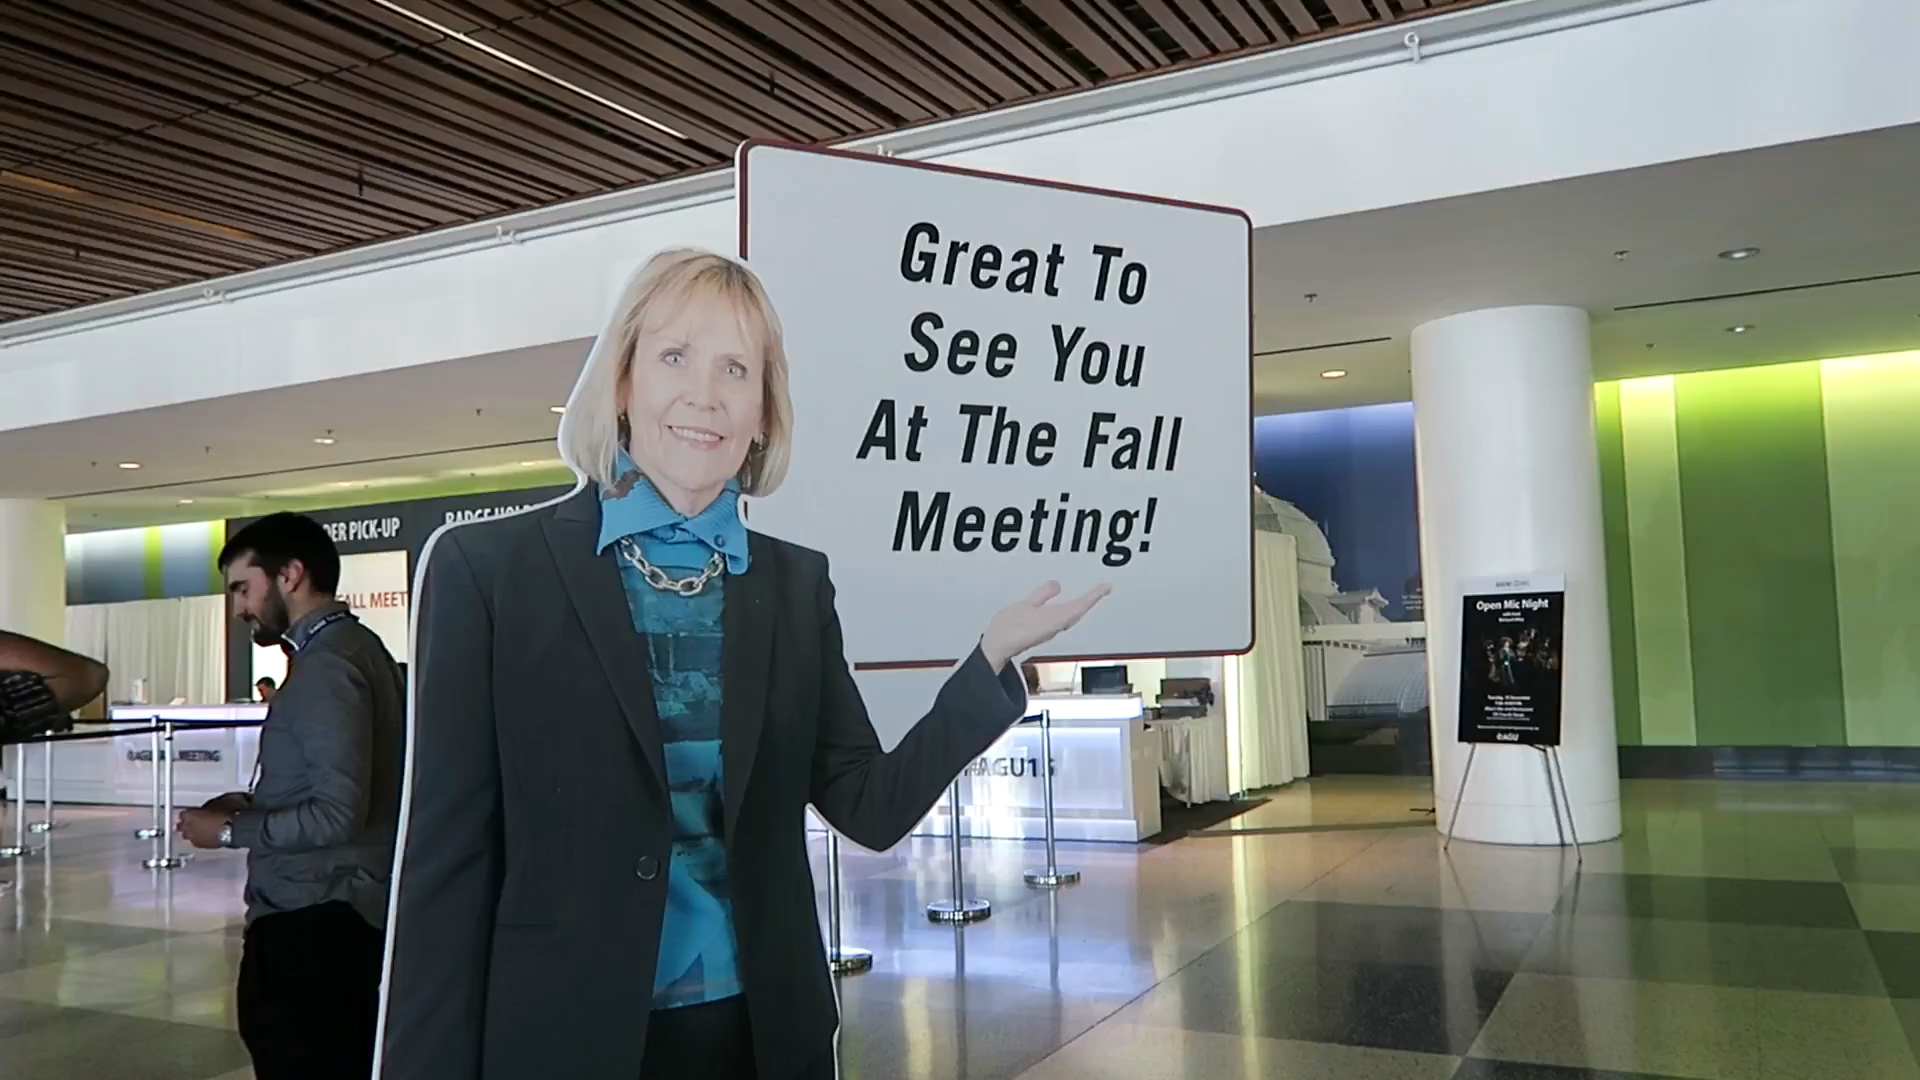 Great To
See You
At The Fall
Meeting!
DER PICK-UP
BADGE HOLD
FALL MEET
#AGU15
Open Mic Night
AGU